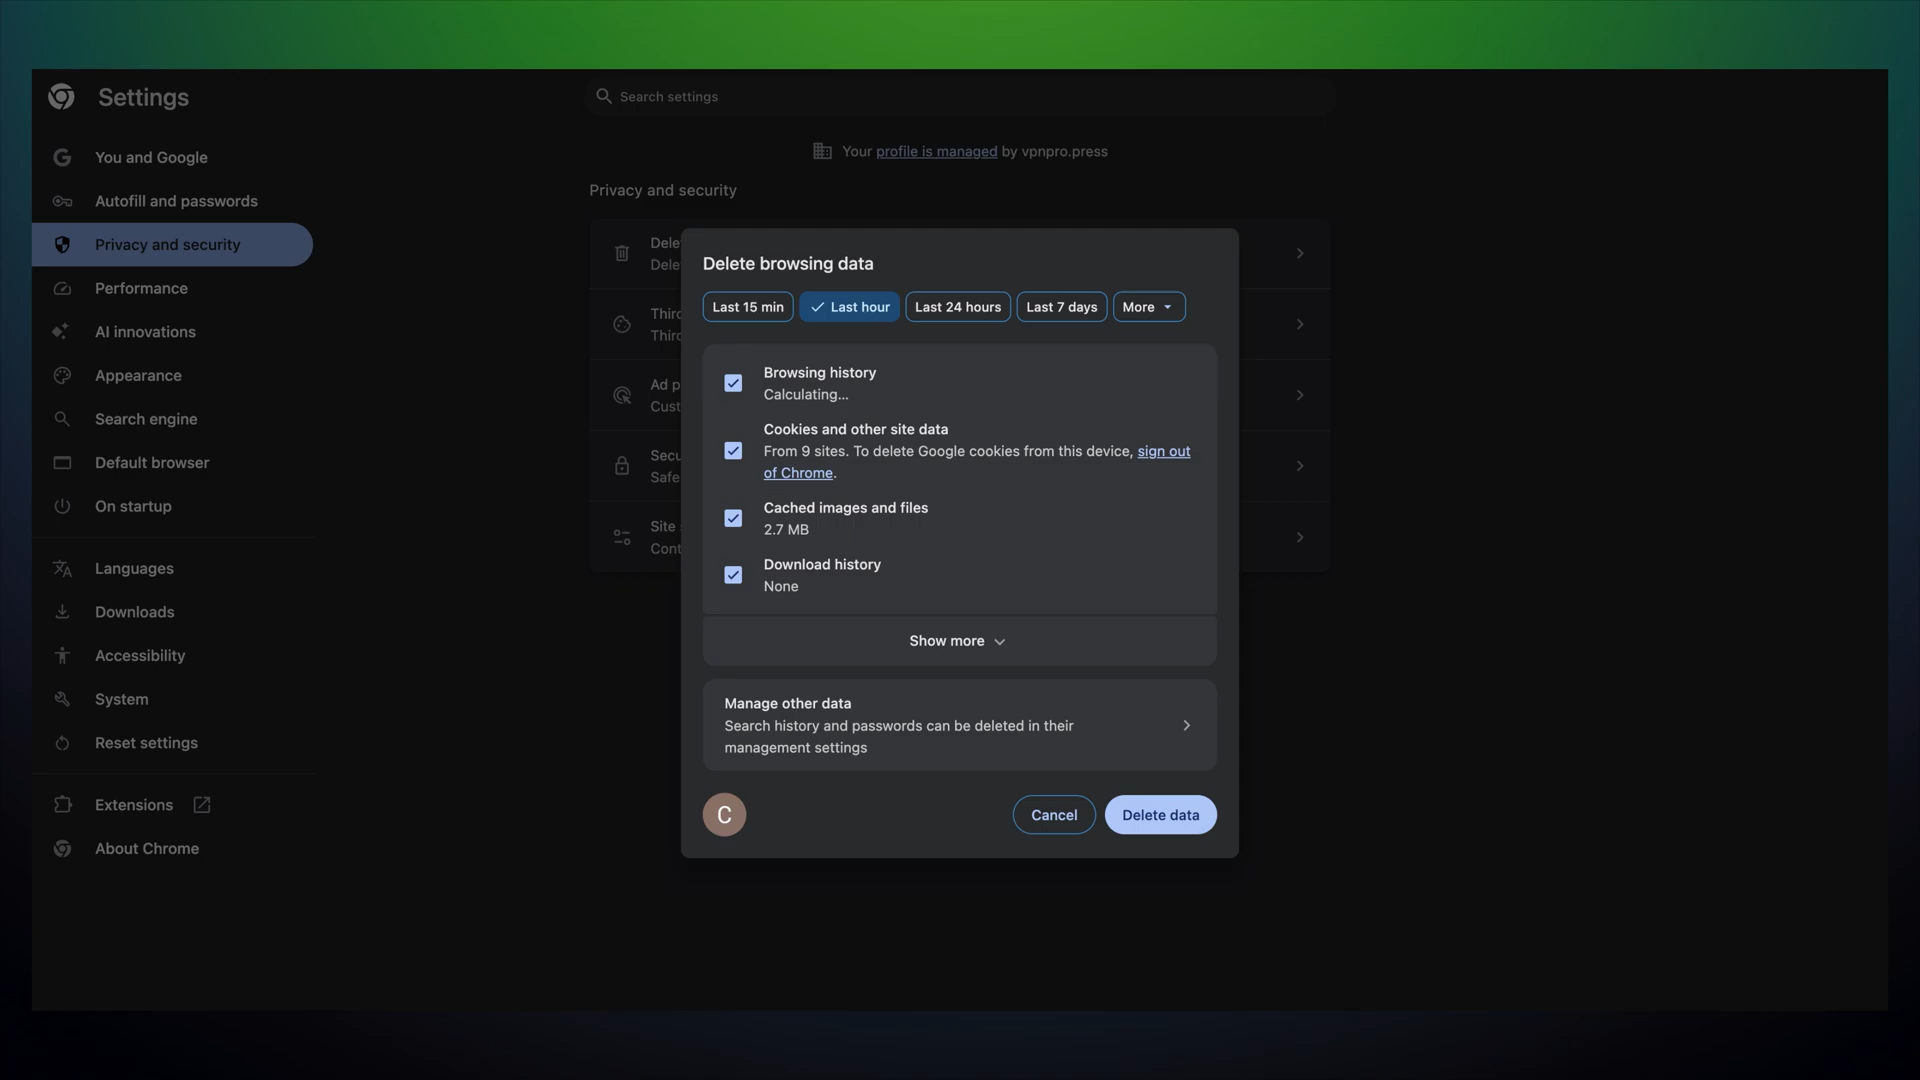 Settings
Search settings
Your profile is managed by vpnpro.press
You and Google
Autofill and passwords
Privacy and security
Performance
AI innovations
Appearance
Search engine
Default browser
On startup
Languages
Downloads
Accessibility
System
Reset settings
Extensions
About Chrome
Privacy and security
Dele
Dele
Thir
Thir
Ad p
Cust
Secu
Safe
Site
Cont
Delete browsing data
Last 15 min
Last hour
Last 24 hours
Last 7 days
More
Browsing history
Calculating...
Cookies and other site data
From 9 sites. To delete Google cookies from this device, sign out
of Chrome.
Cached images and files
2.7 MB
Download history
None
Show more
Manage other data
Search history and passwords can be deleted in their
management settings
C
Cancel
Delete data